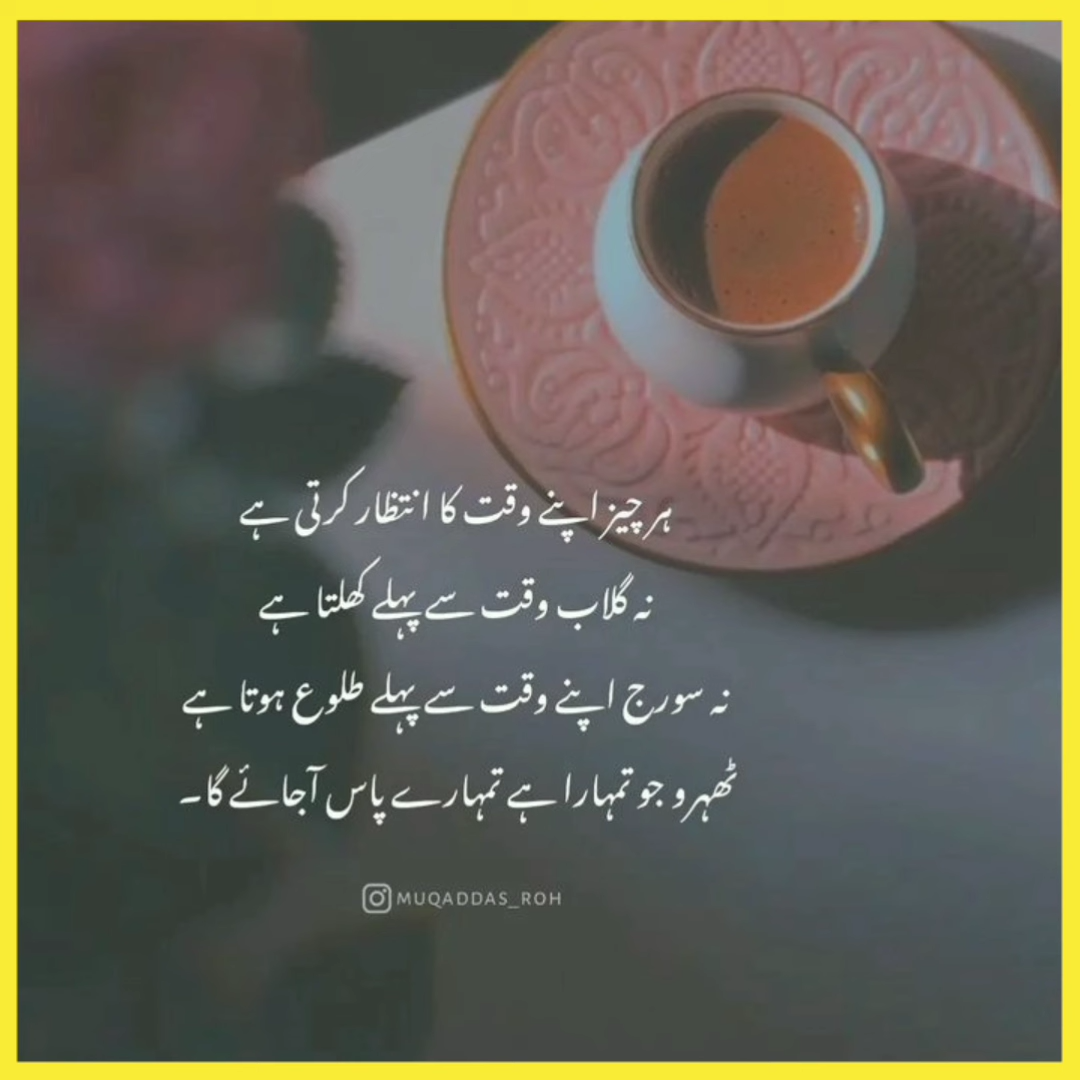 ہر چیز اپنے وقت کا انتظار کرتی ہے
نہ گلاب وقت سے پہلے کھلتا ہے
نہ سورج اپنے وقت سے پہلے طلوع ہوتا ہے
ٹھہرو جو تمہارا ہے تمہارے پاس آجائے گا۔
MUQADDAS_ROH